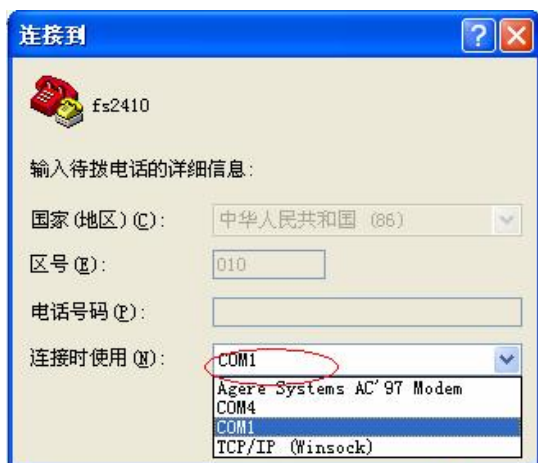 连接到
fs2410
输入待拨电话的详细信息:
国家(地区)(C): 中华人民共和国 (86)
区号(E): 010
电话号码(P):
连接时使用(N): COM1
Agere Systems AC'97 Modem
COM4
COM1
TCP/IP (Winsock)